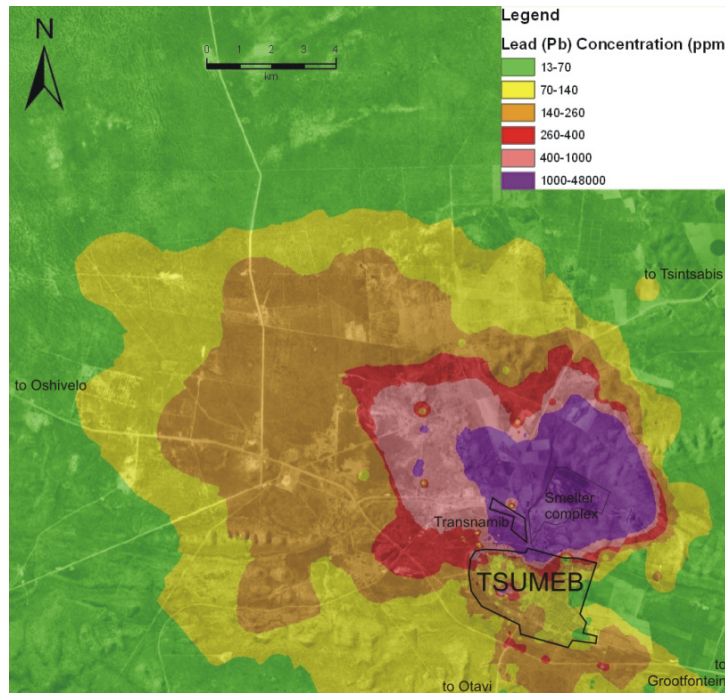 Legend
Lead (Pb) Concentration (ppm
13-70
70-140
140-260
260-400
400-1000
1000-48000
N
0 1 2 3 4
km
to Tsintsabis
to Oshivelo
Smelter
complex
Transnamib
TSUMEB
to
Grootfontein
to Otavi